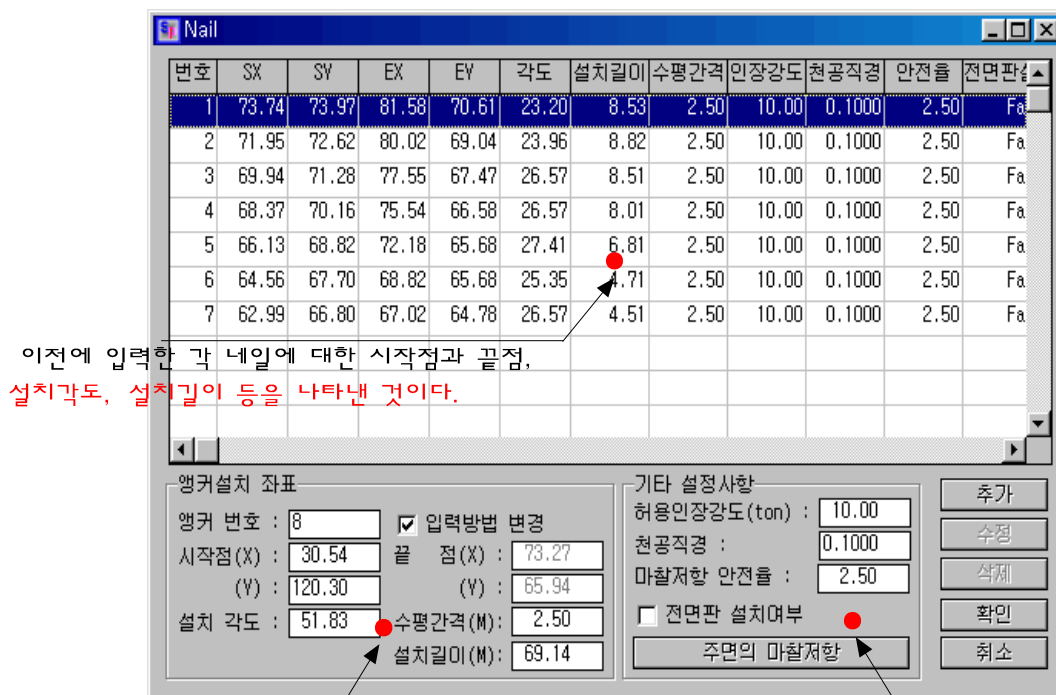 Nail
번호 SX SY EX EY 각도 설치길이 수평간격 인장강도 천공직경 안전율 전면판
1 73.74 73.97 81.58 70.61 23.20 8.53 2.50 10.00 0.1000 2.50 Fa
2 71.95 72.62 80.02 69.04 23.96 8.82 2.50 10.00 0.1000 2.50 Fa
3 69.94 71.28 77.55 67.47 26.57 8.51 2.50 10.00 0.1000 2.50 Fa
4 68.37 70.16 75.54 66.58 26.57 8.01 2.50 10.00 0.1000 2.50 Fa
5 66.13 68.82 72.18 65.68 27.41 6.81 2.50 10.00 0.1000 2.50 Fa
6 64.56 67.70 68.82 65.68 25.35 4.71 2.50 10.00 0.1000 2.50 Fa
7 62.99 66.80 67.02 64.78 26.57 4.51 2.50 10.00 0.1000 2.50 Fa
이전에 입력한 각 네일에 대한 시작점과 끝점,
설치각도, 설치길이 등을 나타낸 것이다.
앵커설치 좌표
앵커 번호 : 8 입력방법 변경
시작점(X) : 30.54 끝 점(X) : 73.27
(Y) : 120.30 (Y) : 65.94
설치 각도 : 51.83 수평간격(M): 2.50
설치길이(M): 69.14
기타 설정사항
허용인장강도(ton) : 10.00
천공직경 : 0.1000
마찰저항 안전율 : 2.50
전면판 설치여부
주면의 마찰저항
추가
수정
삭제
확인
취소